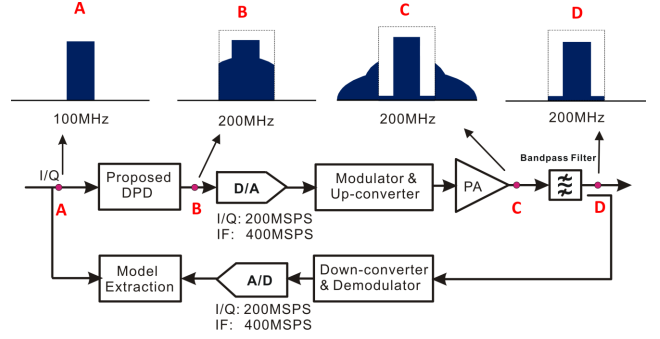 A
B
C
D
100MHz
200MHz
200MHz
200MHz
I/Q
A
Proposed
DPD
B
D/A
I/Q: 200MSPS
IF: 400MSPS
Modulator &
Up-converter
PA
C
Bandpass Filter
D
Model
Extraction
A/D
I/Q: 200MSPS
IF: 400MSPS
Down-converter
& Demodulator